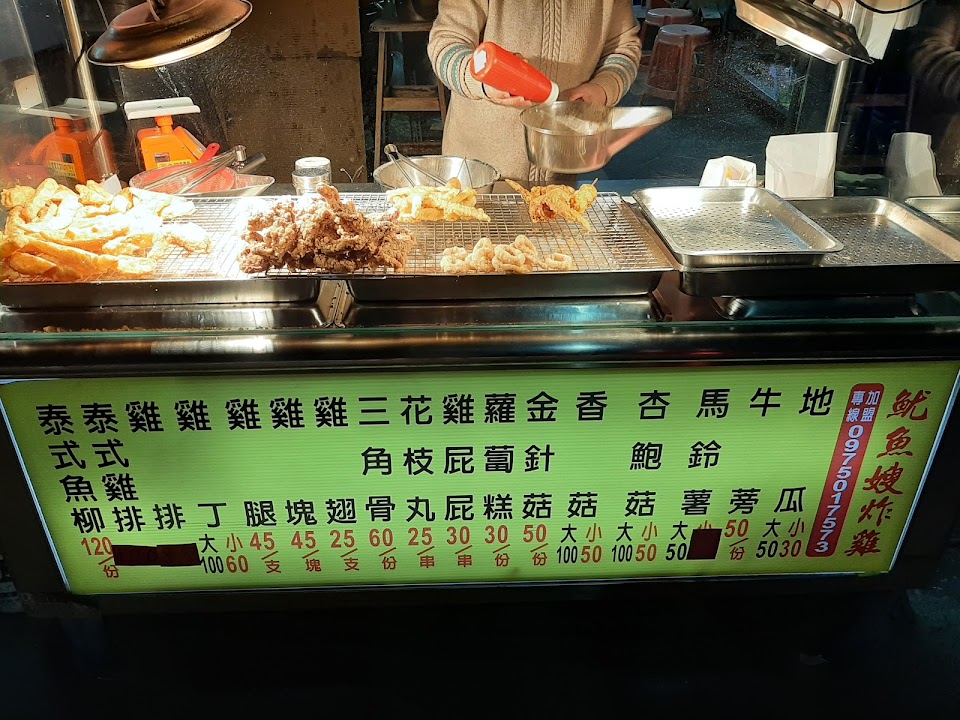 魷魚嫂炸雞
加盟專線 0975017573
地瓜 大50 小30
牛蒡 50/份
馬鈴薯 大50 小
杏鮑菇 大100 小50
香菇 大100 小50
金針菇 50/份
蘿蔔糕 30/份
雞屁屁 30/串
花枝丸 25/串
三角骨 60/份
雞翅 25/支
雞塊 45/塊
雞腿 45/支
雞丁 大100 小60
雞排
泰式雞排
泰式魚柳 120/份